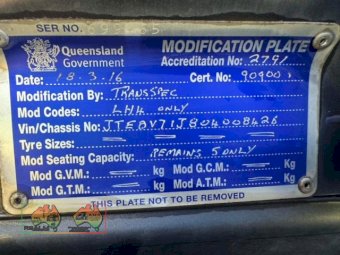 SER NO.
Queensland
Government
MODIFICATION PLATE
Accreditation No. 2791
Date: 18.3.16 Cert. No. 90900
Modification By: TRANSSPEC
Mod Codes: LH4 ONLY
Vin/Chassis No: JTEBV71J804008426
Tyre Sizes:
Mod Seating Capacity: REMAINS 5 ONLY
Mod G.V.M: kg Mod G.C.M: Kg
Mod G.T.M: kg Mod A.T.M: Kg
THIS PLATE NOT TO BE REMOVED